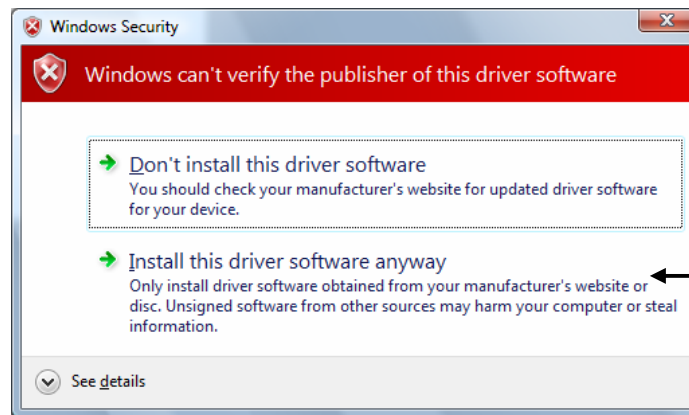 Windows Security
Windows can't verify the publisher of this driver software
Don't install this driver software
You should check your manufacturer's website for updated driver software
for your device.
Install this driver software anyway
Only install driver software obtained from your manufacturer's website or
disc. Unsigned software from other sources may harm your computer or steal
information.
See details